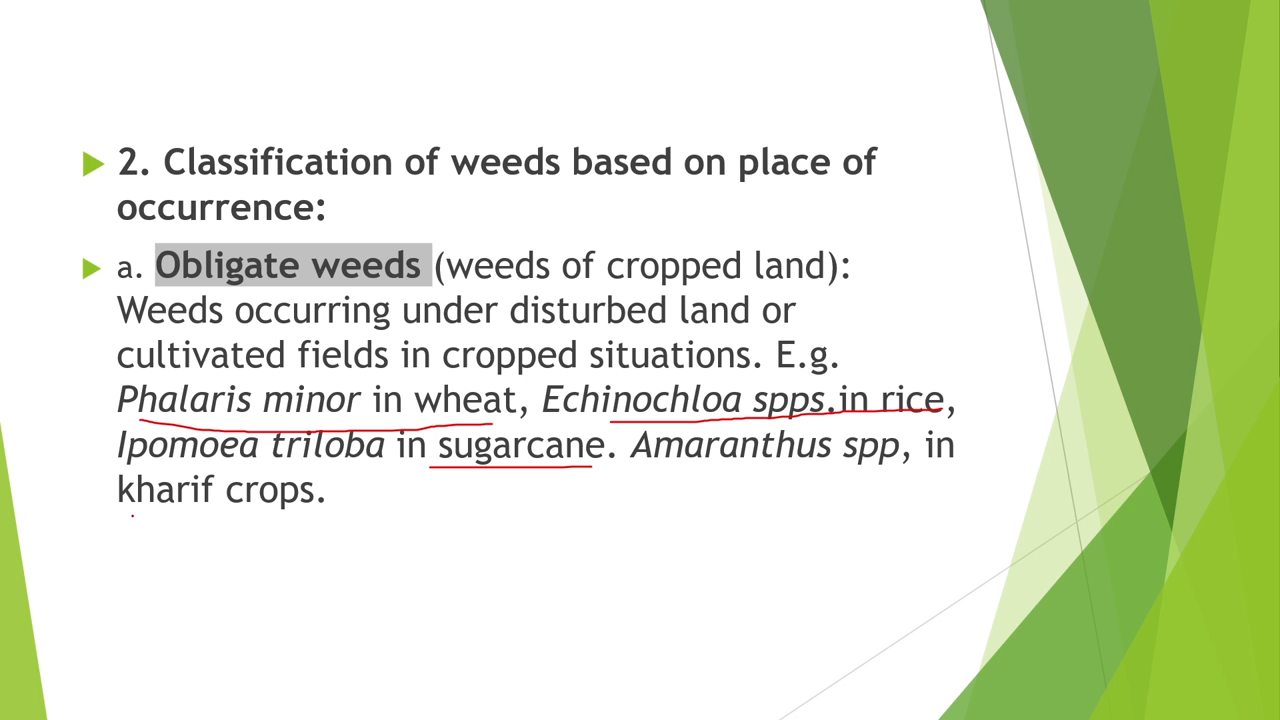 2. Classification of weeds based on place of
occurrence:
a. Obligate weeds (weeds of cropped land):
Weeds occurring under disturbed land or
cultivated fields in cropped situations. E.g.
Phalaris minor in wheat, Echinochloa spps.in rice,
Ipomoea triloba in sugarcane. Amaranthus spp, in
kharif crops.